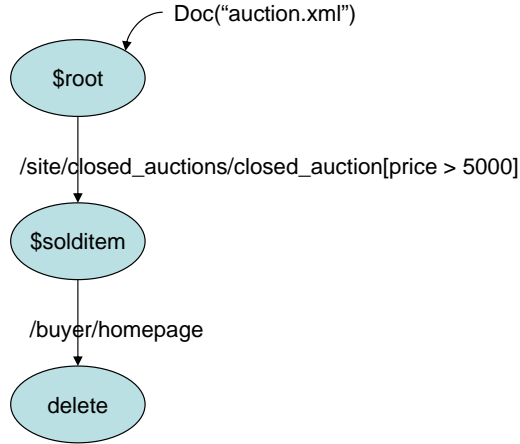 Doc(“auction.xml”)
$root
/site/closed_auctions/closed_auction[price > 5000]
$solditem
/buyer/homepage
delete